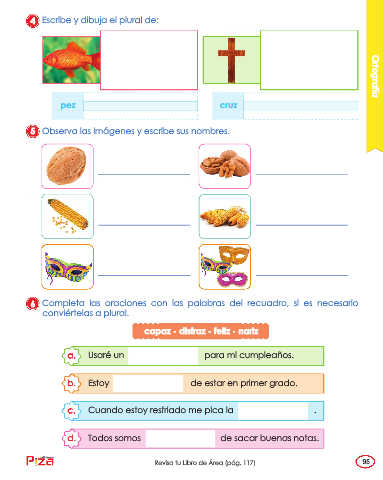 4 Escribe y dibuja el plural de:
pez
cruz
Ortografía
5 Observa las imágenes y escribe sus nombres.
6 Completa las oraciones con las palabras del recuadro, si es necesario
conviértelas a plural.
capaz - disfraz - feliz - nariz
a. Usaré un para mi cumpleaños.
b. Estoy de estar en primer grado.
c. Cuando estoy resfriado me pica la .
d. Todos somos de sacar buenas notas.
Pizá
Revisa tu Libro de Área (pág. 117)
95